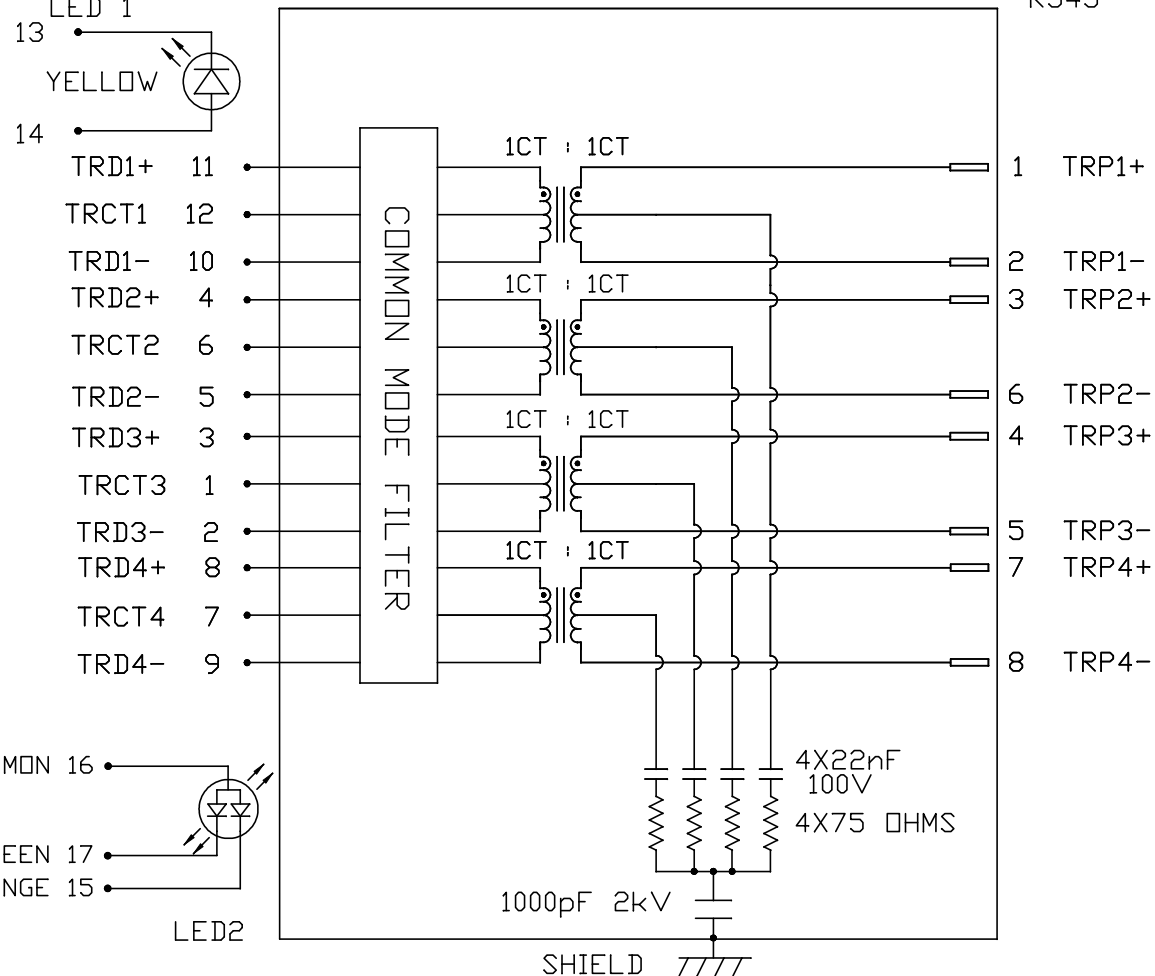 LED 1
RJ45
13
YELLOW
14
1CT : 1CT
TRD1+ 11
1 TRP1+
TRCT1 12
TRD1- 10
2 TRP1-
1CT : 1CT
TRD2+ 4
3 TRP2+
TRCT2 6
TRD2- 5
6 TRP2-
1CT : 1CT
TRD3+ 3
4 TRP3+
TRCT3 1
TRD3- 2
5 TRP3-
1CT : 1CT
TRD4+ 8
7 TRP4+
TRCT4 7
TRD4- 9
8 TRP4-
COMMON MODE FILTER
MON 16
4X22nF
100V
4X75 OHMS
EEN 17
NGE 15
1000pF 2kV
LED2
SHIELD